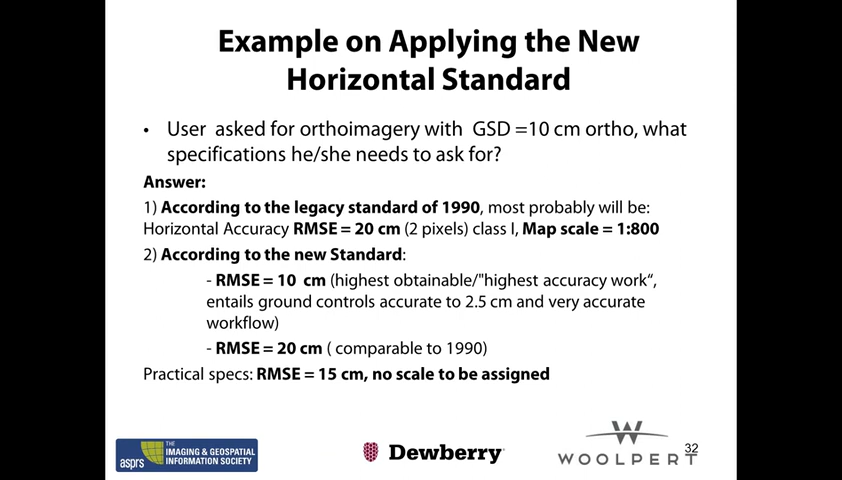 Example on Applying the New
Horizontal Standard
• User asked for orthoimagery with GSD =10 cm ortho, what
specifications he/she needs to ask for?
Answer:
1) According to the legacy standard of 1990, most probably will be:
Horizontal Accuracy RMSE = 20 cm (2 pixels) class I, Map scale = 1:800
2) According to the new Standard:
- RMSE = 10 cm (highest obtainable/"highest accuracy work“,
entails ground controls accurate to 2.5 cm and very accurate
workflow)
- RMSE = 20 cm ( comparable to 1990)
Practical specs: RMSE = 15 cm, no scale to be assigned
asprs THE
IMAGING & GEOSPATIAL
INFORMATION SOCIETY
Dewberry
WOOLPERT
32